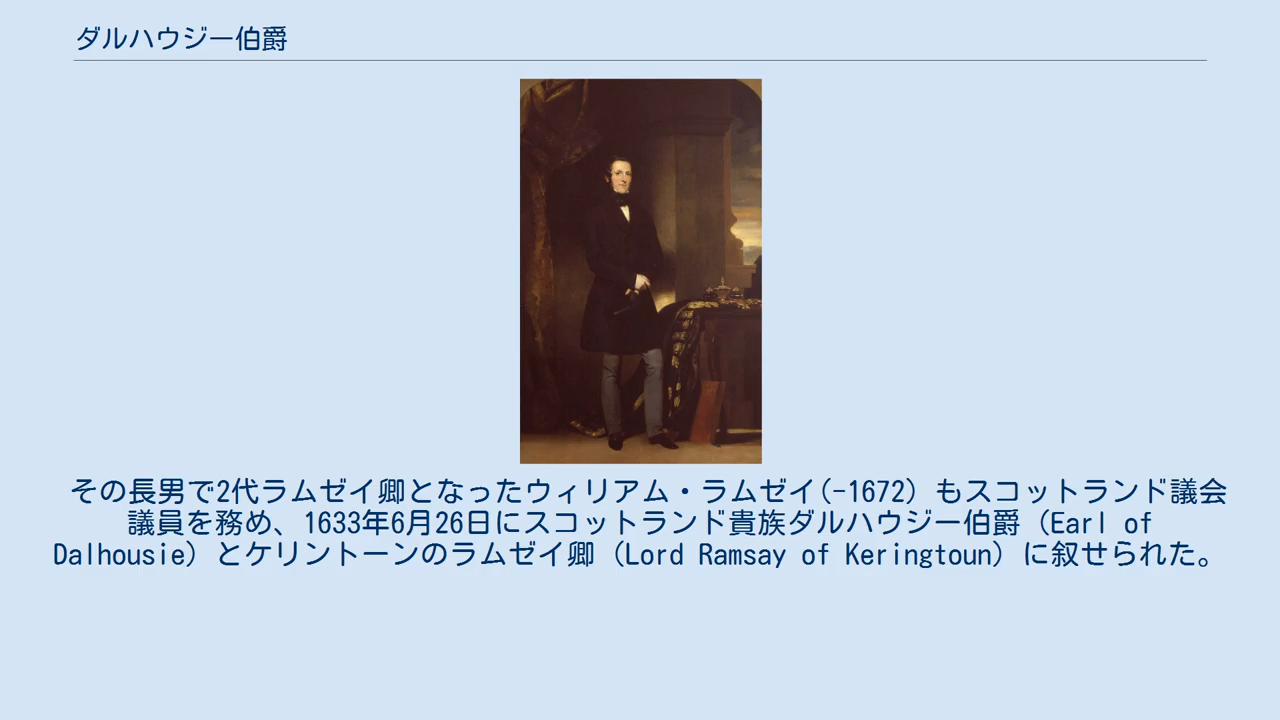 ダルハウジー伯爵
その長男で2代ラムゼイ卿となったウィリアム・ラムゼイ(-1672) もスコットランド議会
議員を務め、1633年6月26日にスコットランド貴族ダルハウジー伯爵 (Earl of
Dalhousie) とケリントーンのラムゼイ卿 (Lord Ramsay of Keringtoun) に叙せられた。